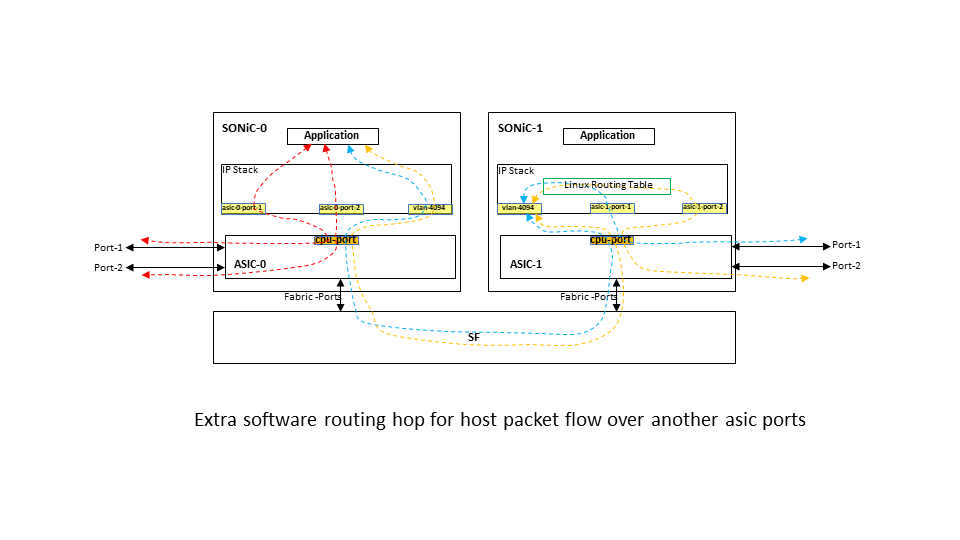 SONiC-0
Application
IP Stack
asic-0-port-1
asic-0-port-2
vlan-4094
cpu-port
ASIC-0
Port-1
Port-2
Fabric -Ports
SONiC-1
Application
IP Stack
Linux Routing Table
vlan-4094
asic-1-port-1
asic-1-port-2
cpu-port
ASIC-1
Port-1
Port-2
Fabric -Ports
SF
Extra software routing hop for host packet flow over another asic ports